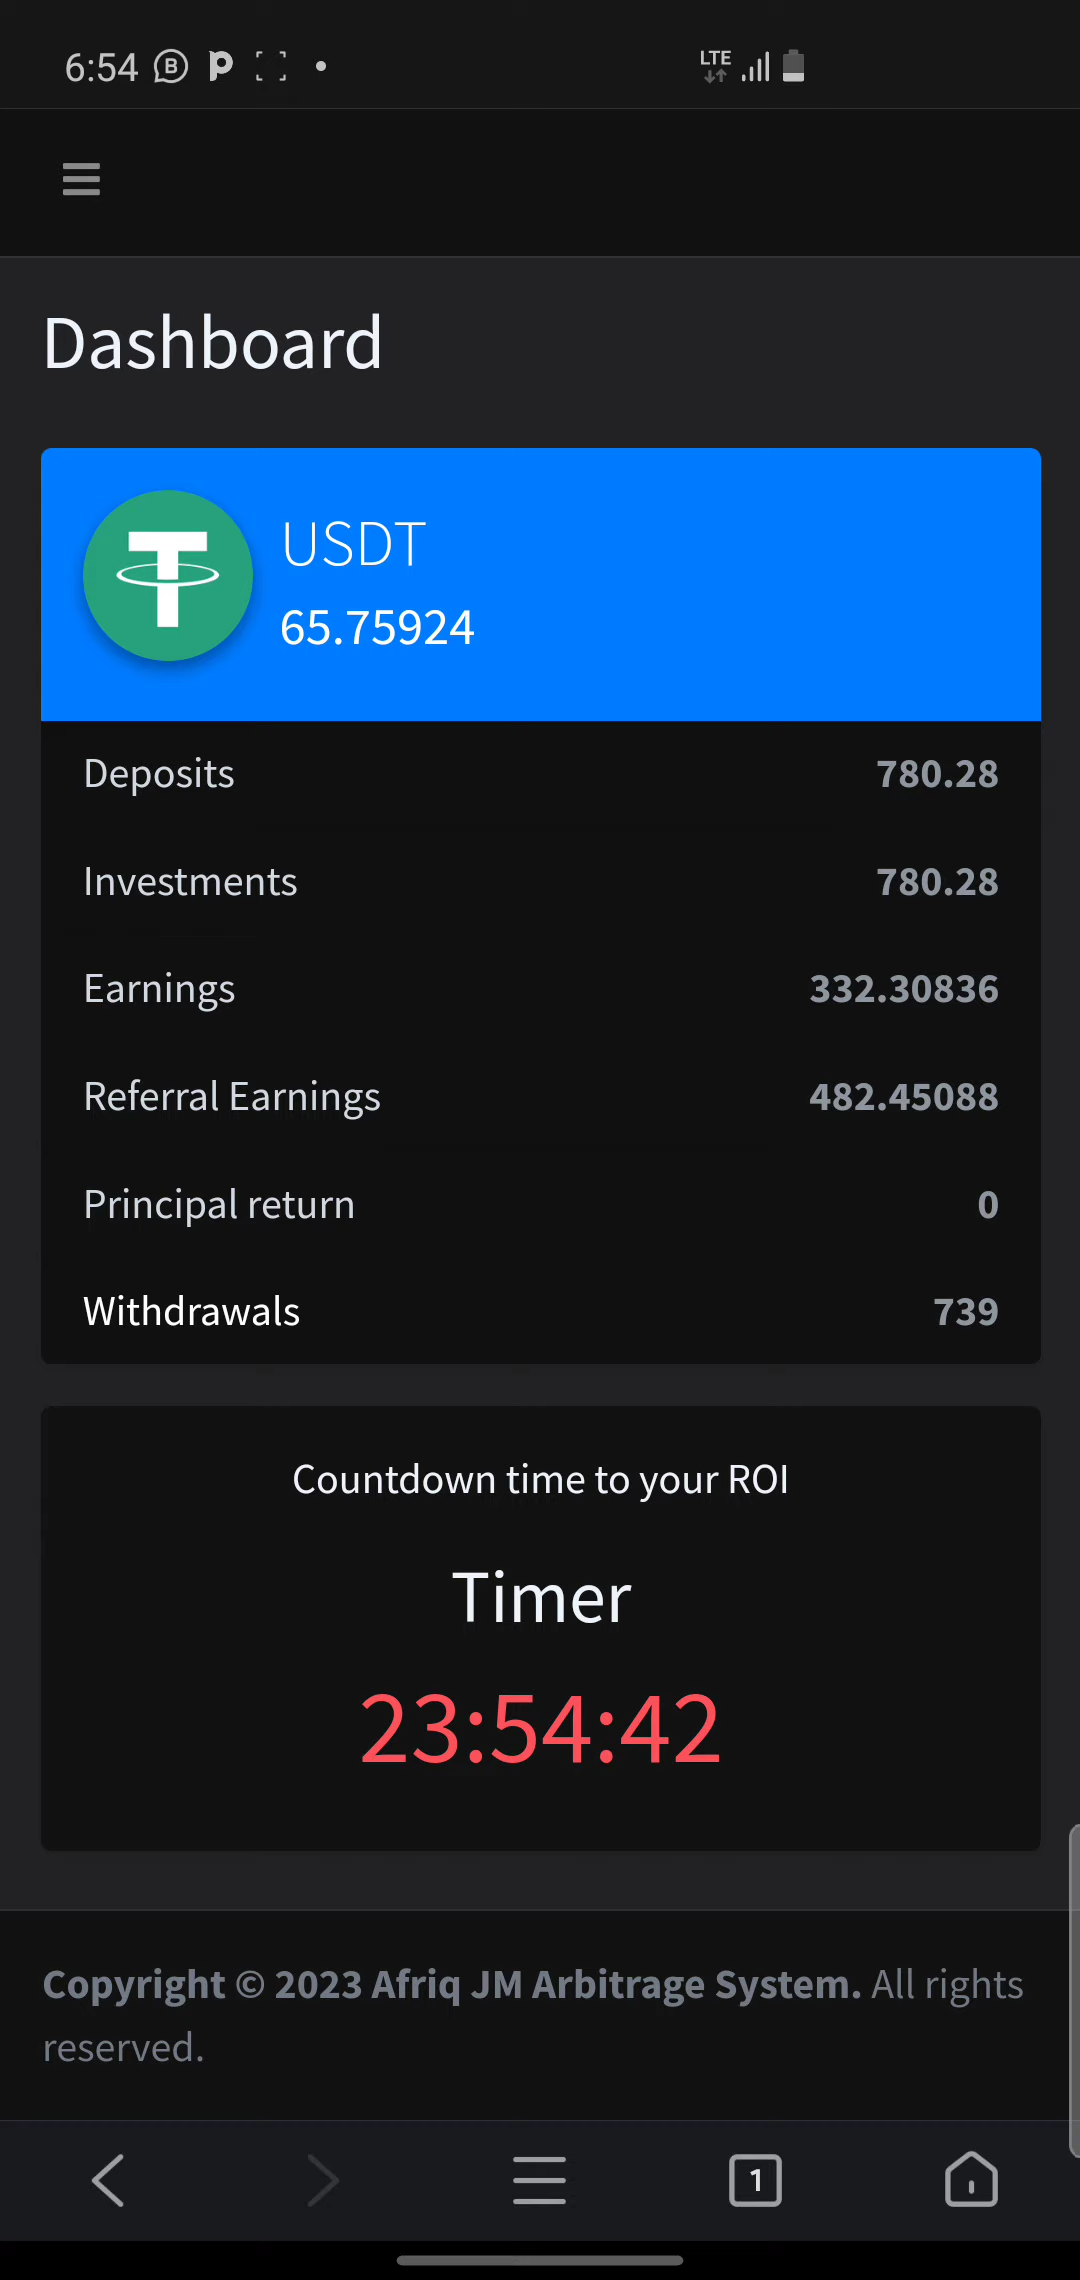 6:54
LTE
Dashboard
USDT
65.75924
Deposits 780.28
Investments 780.28
Earnings 332.30836
Referral Earnings 482.45088
Principal return 0
Withdrawals 739
Countdown time to your ROI
Timer
23:54:42
Copyright © 2023 Afriq JM Arbitrage System. All rights
reserved.
1